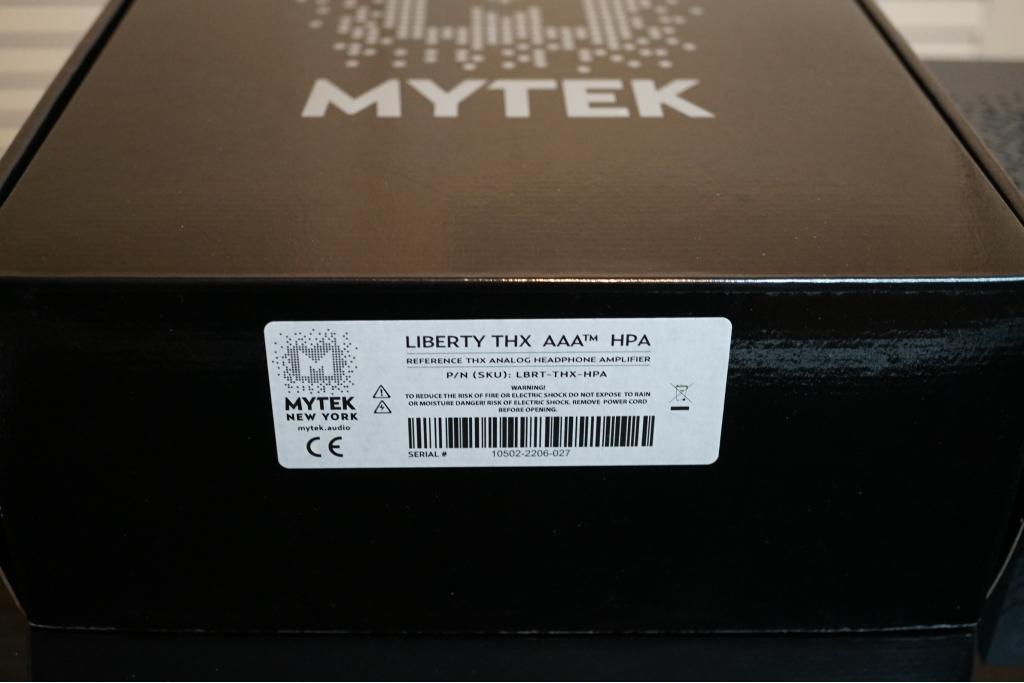 MYTEK
LIBERTY THX AAA™ HPA
REFERENCE THX ANALOG HEADPHONE AMPLIFIER
P/N (SKU): LBRT-THX-HPA
WARNING!
TO REDUCE THE RISK OF FIRE OR ELECTRIC SHOCK DO NOT EXPOSE TO RAIN
OR MOISTURE DANGER! RISK OF ELECTRIC SHOCK. REMOVE POWER CORD
BEFORE OPENING.
SERIAL # 10502-2206-027
M
MYTEK
NEW YORK
mytek.audio
CE